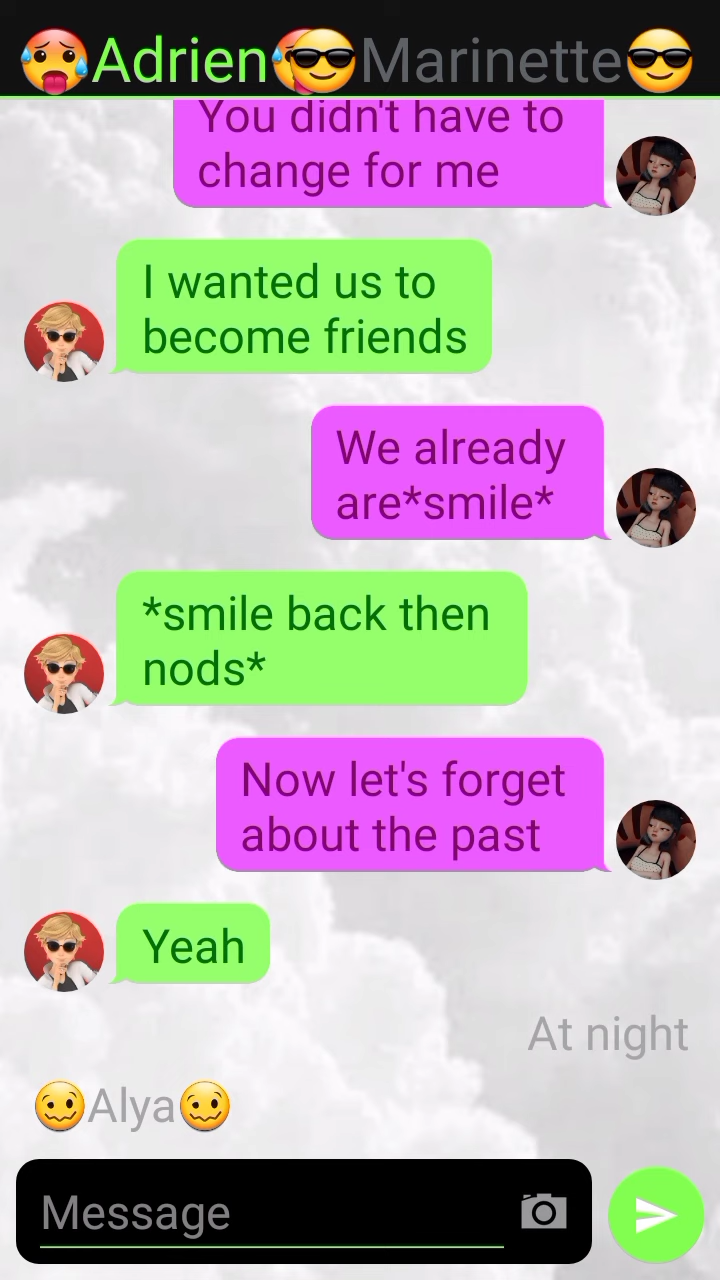 🥵Adrien🥵😎Marinette😎
You didn't have to
change for me
I wanted us to
become friends
We already
are*smile*
*smile back then
nods*
Now let's forget
about the past
Yeah
At night
🥴Alya🥴
Message